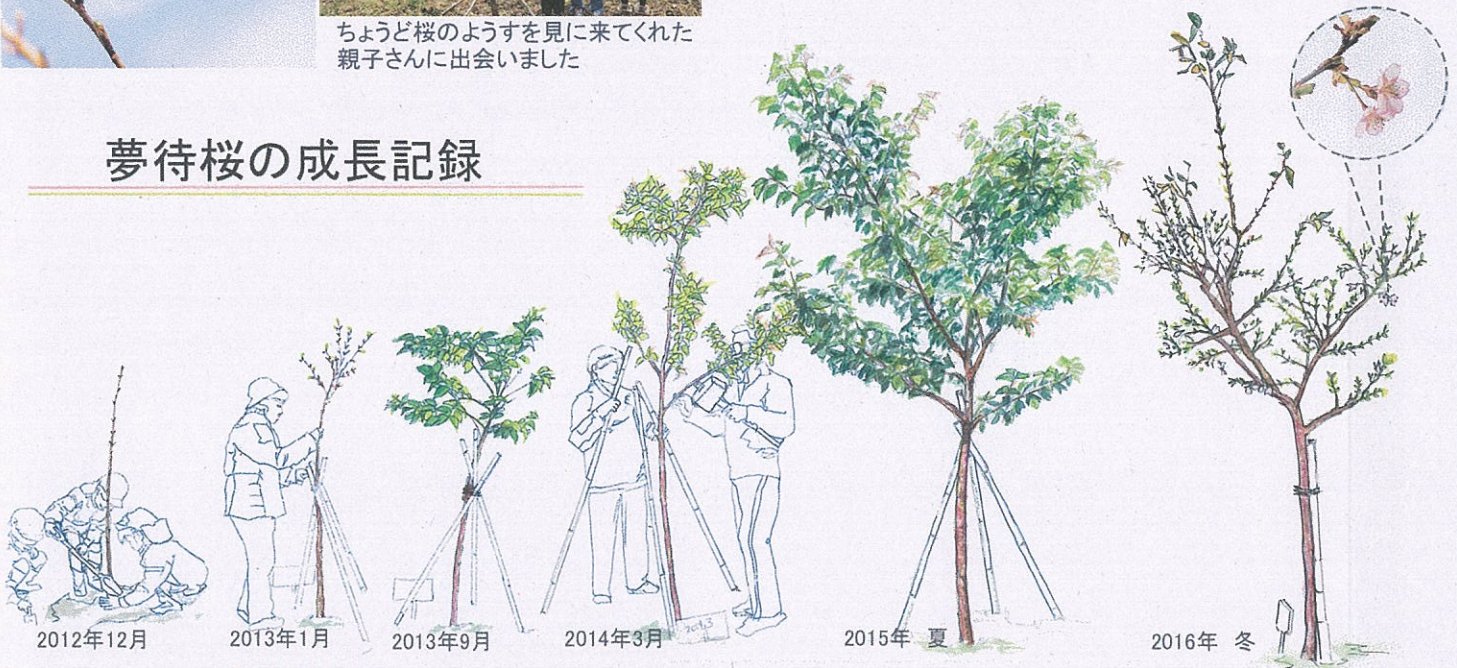 ちょうど桜のようすを見に来てくれた
親子さんに出会いました
夢待桜の成長記録
2012年12月
2013年1月
2013年9月
2014年3月
2015年 夏
2016年 冬